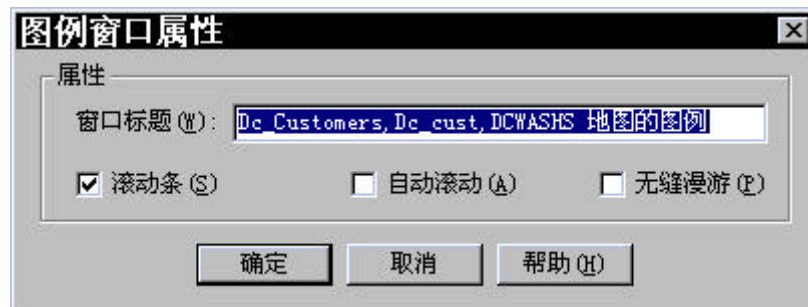 图例窗口属性
属性
窗口标题(W): Dc_Customers,Dc_cust,DCWASHS 地图的图例
滚动条(S) 自动滚动(A) 无缝漫游(P)
确定 取消 帮助(H)